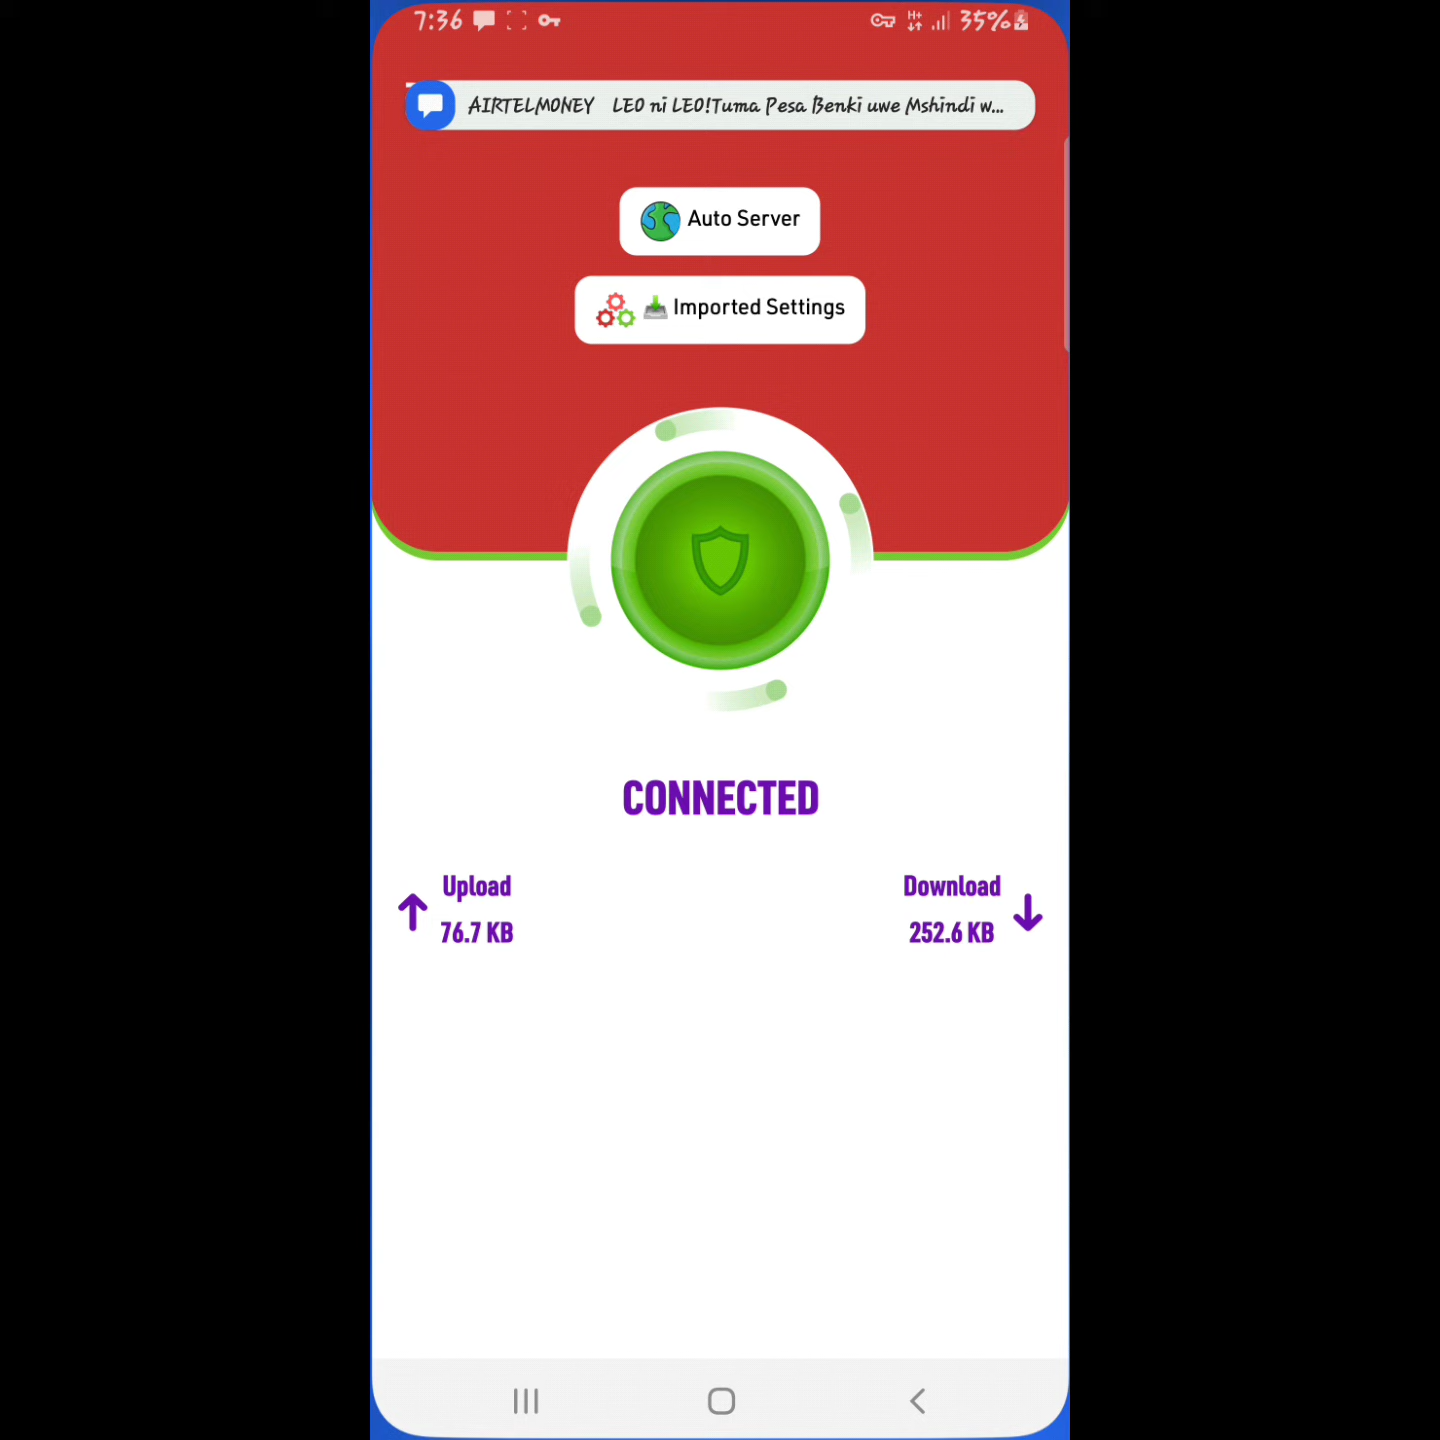 7:36
H+
35%
AIRTELMONEY LEO ni LEO!Tuma Pesa Benki uwe Mshindi w...
Auto Server
Imported Settings
CONNECTED
Upload
76.7 KB
Download
252.6 KB